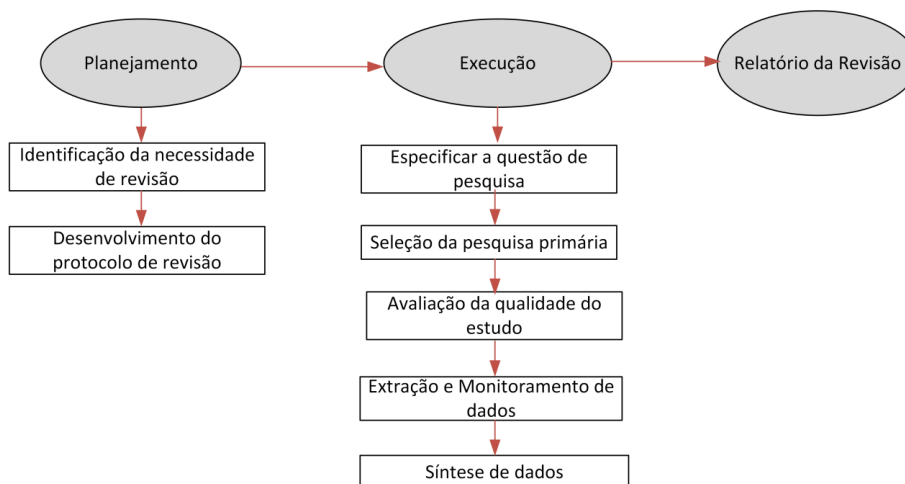 Planejamento
Execução
Relatório da Revisão
Identificação da necessidade
de revisão
Desenvolvimento do
protocolo de revisão
Especificar a questão de
pesquisa
Seleção da pesquisa primária
Avaliação da qualidade do
estudo
Extração e Monitoramento de
dados
Síntese de dados